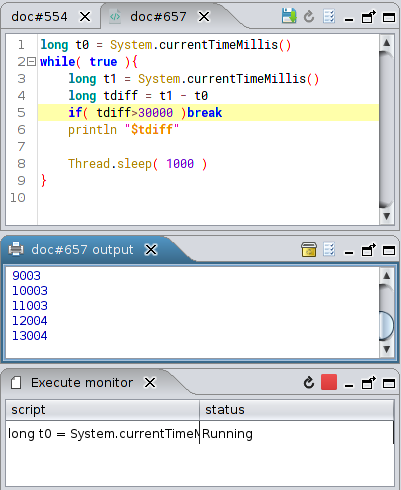 doc#554 doc#657
1 long t0 = System.currentTimeMillis()
2 while( true ){
3 long t1 = System.currentTimeMillis()
4 long tdiff = t1 - t0
5 if( tdiff>30000 )break
6 println "$tdiff"
7
8 Thread.sleep( 1000 )
9 }
10
doc#657 output
9003
10003
11003
12004
13004
Execute monitor
script status
long t0 = System.currentTimeM Running